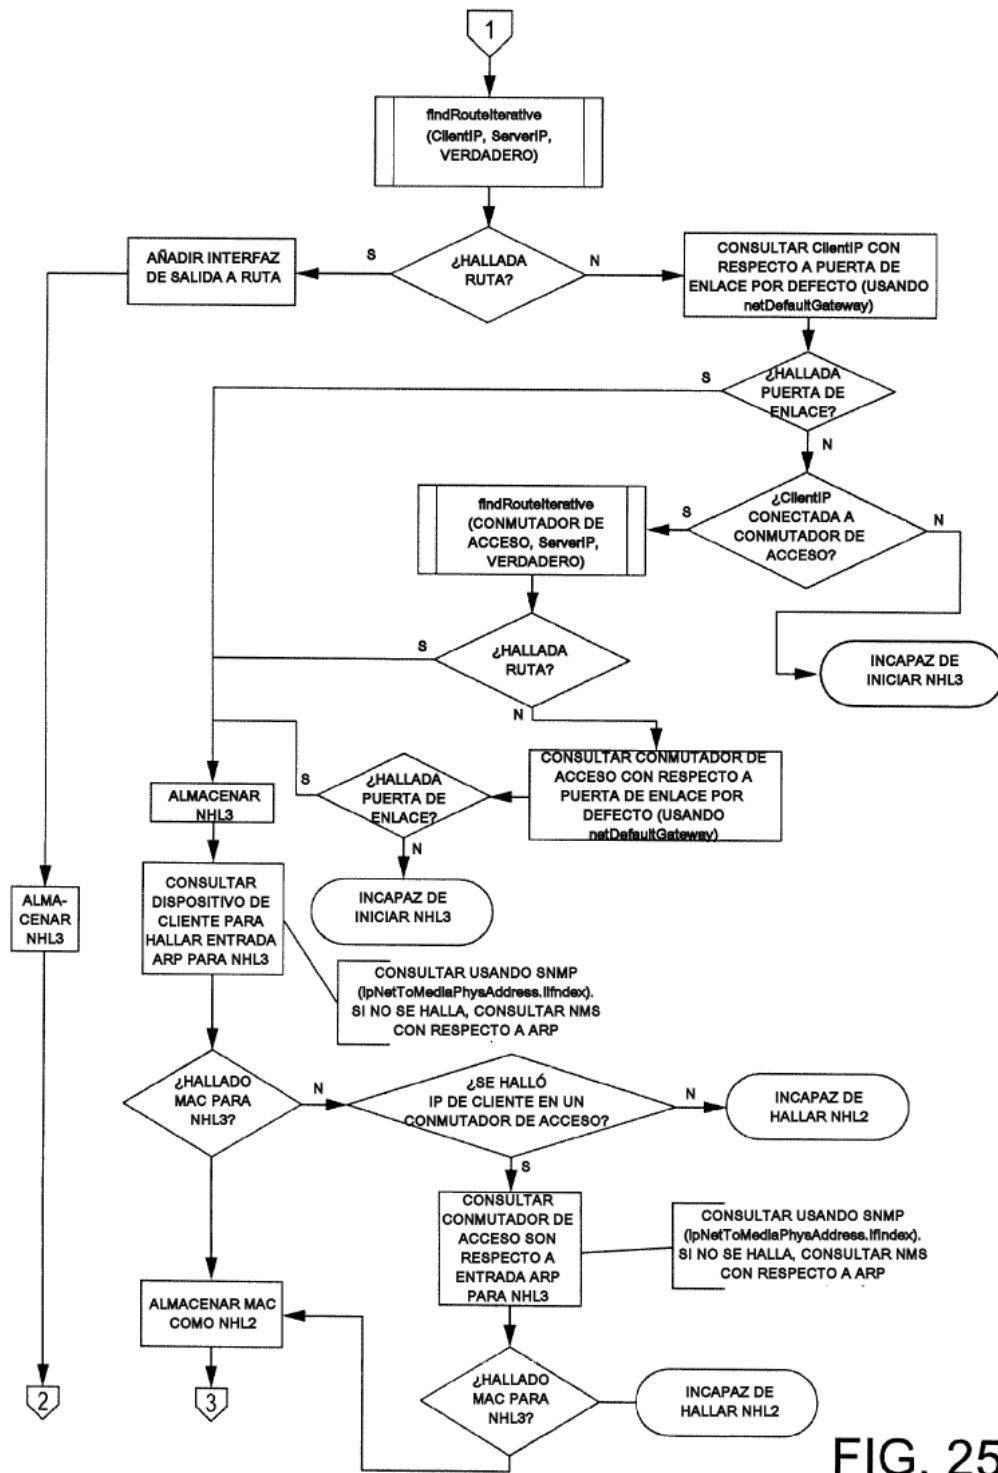 1
findRouteIterative
(ClientIP, ServerIP,
VERDADERO)
¿HALLADA
RUTA?
S
N
AÑADIR INTERFAZ
DE SALIDA A RUTA
CONSULTAR ClientIP CON
RESPECTO A PUERTA DE
ENLACE POR DEFECTO (USANDO
netDefaultGateway)
¿HALLADA
PUERTA DE
ENLACE?
S
N
¿ClientIP
CONECTADA A
CONMUTADOR DE
ACCESO?
S
N
findRouteIterative
(CONMUTADOR DE
ACCESO, ServerIP,
VERDADERO)
INCAPAZ DE
INICIAR NHL3
¿HALLADA
RUTA?
S
N
CONSULTAR CONMUTADOR DE
ACCESO CON RESPECTO A
PUERTA DE ENLACE POR
DEFECTO (USANDO
netDefaultGateway)
¿HALLADA
PUERTA DE
ENLACE?
S
N
ALMACENAR
NHL3
INCAPAZ DE
INICIAR NHL3
ALMA-
CENAR
NHL3
CONSULTAR
DISPOSITIVO DE
CLIENTE PARA
HALLAR ENTRADA
ARP PARA NHL3
CONSULTAR USANDO SNMP
(ipNetToMediaPhysAddress.IIfIndex).
SI NO SE HALLA, CONSULTAR NMS
CON RESPECTO A ARP
¿HALLADO
MAC PARA
NHL3?
N
¿SE HALLÓ
IP DE CLIENTE EN UN
CONMUTADOR DE ACCESO?
N
S
INCAPAZ DE
HALLAR NHL2
CONSULTAR
CONMUTADOR DE
ACCESO SON
RESPECTO A
ENTRADA ARP
PARA NHL3
CONSULTAR USANDO SNMP
(ipNetToMediaPhysAddress.IfIndex).
SI NO SE HALLA, CONSULTAR NMS
CON RESPECTO A ARP
ALMACENAR MAC
COMO NHL2
¿HALLADO
MAC PARA
NHL3?
INCAPAZ DE
HALLAR NHL2
2
3
FIG. 25